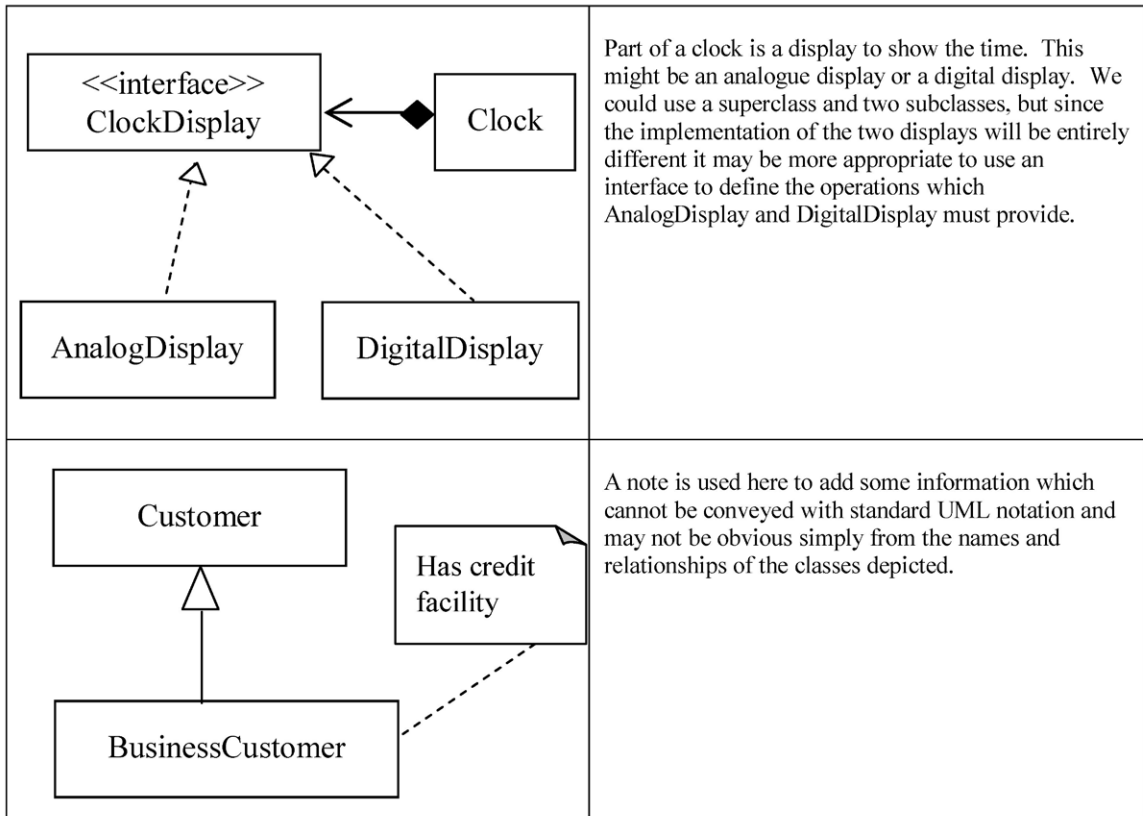 <<interface>>
ClockDisplay
Clock
AnalogDisplay
DigitalDisplay
Part of a clock is a display to show the time.  This
might be an analogue display or a digital display.  We
could use a superclass and two subclasses, but since
the implementation of the two displays will be entirely
different it may be more appropriate to use an
interface to define the operations which
AnalogDisplay and DigitalDisplay must provide.
Customer
Has credit
facility
BusinessCustomer
A note is used here to add some information which
cannot be conveyed with standard UML notation and
may not be obvious simply from the names and
relationships of the classes depicted.